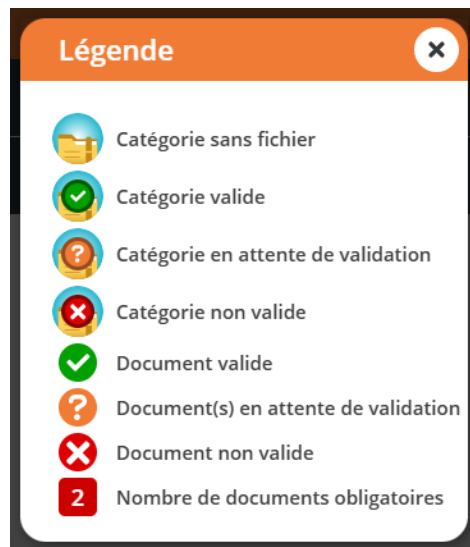 Légende
Catégorie sans fichier
Catégorie valide
? Catégorie en attente de validation
Catégorie non valide
Document valide
? Document(s) en attente de validation
Document non valide
2 Nombre de documents obligatoires